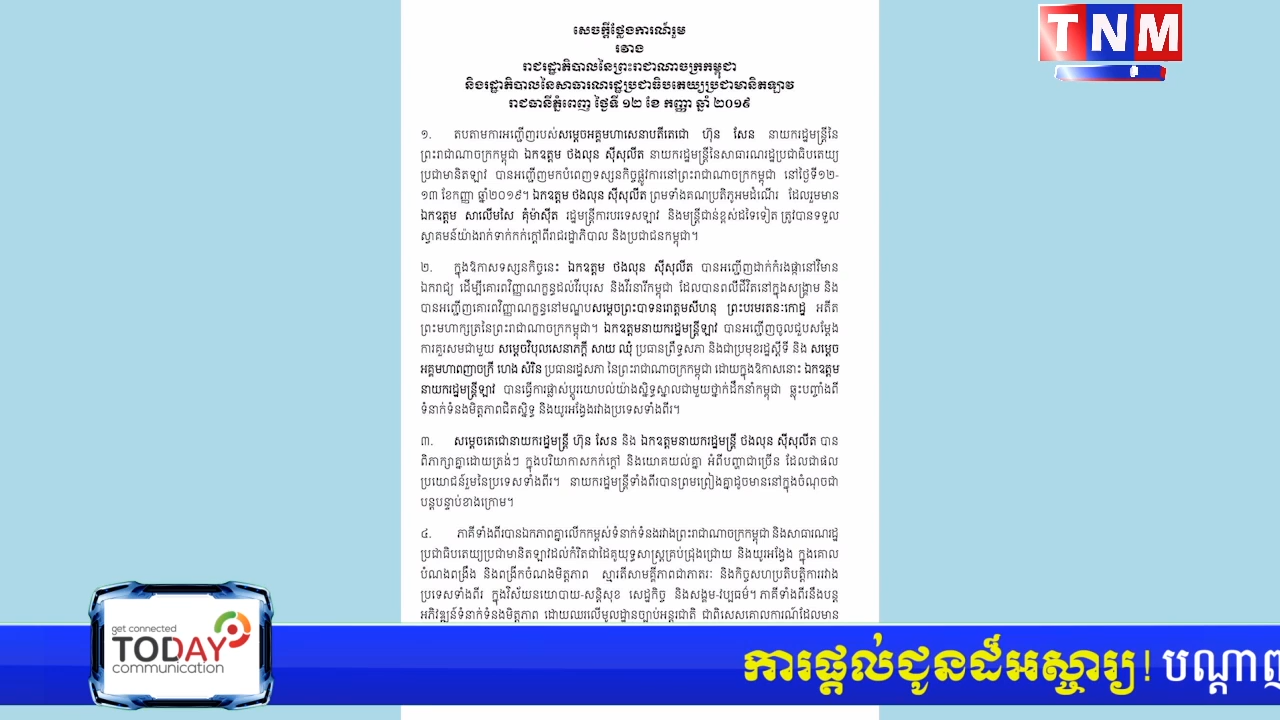 សេចក្តីថ្លែងការណ៍រួម
រវាង
រាជរដ្ឋាភិបាលនៃព្រះរាជាណាចក្រកម្ពុជា
និងរដ្ឋាភិបាលនៃសាធារណរដ្ឋប្រជាធិបតេយ្យប្រជាមានិតឡាវ
រាជធានីភ្នំពេញ ថ្ងៃទី ១២ ខែ កញ្ញា ឆ្នាំ ២០១៩
TNM
១. តបតាមការអញ្ជើញរបស់សម្តេចអគ្គមហាសេនាបតីតេជោ ហ៊ុន សែន នាយករដ្ឋមន្ត្រីនៃ
ព្រះរាជាណាចក្រកម្ពុជា ឯកឧត្តម ថងលុន ស៊ីសុលីត នាយករដ្ឋមន្ត្រីនៃសាធារណរដ្ឋប្រជាធិបតេយ្យ
ប្រជាមានិតឡាវ បានអញ្ជើញមកបំពេញទស្សនកិច្ចផ្លូវការនៅព្រះរាជាណាចក្រកម្ពុជា នៅថ្ងៃទី១២-
១៣ ខែកញ្ញា ឆ្នាំ២០១៩។ ឯកឧត្តម ថងលុន ស៊ីសុលីត ព្រមទាំងគណប្រតិភូអមដំណើរ ដែលរួមមាន
ឯកឧត្តម សាលើមសៃ គុំម៉ាស៊ីត រដ្ឋមន្ត្រីការបរទេសឡាវ និងមន្ត្រីជាន់ខ្ពស់ដទៃទៀត ត្រូវបានទទួល
ស្វាគមន៍យ៉ាងរាក់ទាក់កក់ក្តៅពីរាជរដ្ឋាភិបាល និងប្រជាជនកម្ពុជា។
២. ក្នុងឱកាសទស្សនកិច្ចនេះ ឯកឧត្តម ថងលុន ស៊ីសុលីត បានអញ្ជើញដាក់កំរងផ្កានៅវិមាន
ឯករាជ្យ ដើម្បីគោរពវិញ្ញាណក្ខន្ធដល់វីរបុរស និងវីរនារីកម្ពុជា ដែលបានពលីជីវិតនៅក្នុងសង្គ្រាម និង
បានអញ្ជើញគោរពវិញ្ញាណក្ខន្ធនៅមណ្ឌបសម្តេចព្រះបាទនរោត្តមសីហនុ ព្រះបរមរតនៈកោដ្ឋ អតីត
ព្រះមហាក្សត្រនៃព្រះរាជាណាចក្រកម្ពុជា។ ឯកឧត្តមនាយករដ្ឋមន្ត្រីឡាវ បានអញ្ជើញចូលជួបសម្តែង
ការគួរសមជាមួយ សម្តេចវិបុលសេនាភក្តី សាយ ឈុំ ប្រធានព្រឹទ្ធសភា និងជាប្រមុខរដ្ឋស្តីទី និង សម្តេច
អគ្គមហាពញាចក្រី ហេង សំរិន ប្រធានរដ្ឋសភា នៃព្រះរាជាណាចក្រកម្ពុជា ដោយក្នុងឱកាសនោះ ឯកឧត្តម
នាយករដ្ឋមន្ត្រីឡាវ បានធ្វើការផ្លាស់ប្តូរយោបល់យ៉ាងស្និទ្ធស្នាលជាមួយថ្នាក់ដឹកនាំកម្ពុជា ឆ្លុះបញ្ចាំងពី
ទំនាក់ទំនងមិត្តភាពជិតស្និទ្ធ និងយូរអង្វែងរវាងប្រទេសទាំងពីរ។
៣. សម្តេចតេជោនាយករដ្ឋមន្ត្រី ហ៊ុន សែន និង ឯកឧត្តមនាយករដ្ឋមន្ត្រី ថងលុន ស៊ីសុលីត បាន
ពិភាក្សាគ្នាដោយត្រង់ៗ ក្នុងបរិយាកាសកក់ក្តៅ និងយោគយល់គ្នា អំពីបញ្ហាជាច្រើន ដែលជាផល
ប្រយោជន៍រួមនៃប្រទេសទាំងពីរ។ នាយករដ្ឋមន្ត្រីទាំងពីរបានព្រមព្រៀងគ្នាដូចមាននៅក្នុងចំណុចជា
បន្តបន្ទាប់ខាងក្រោម។
៤. ភាគីទាំងពីរបានឯកភាពគ្នាលើកកម្ពស់ទំនាក់ទំនងរវាងព្រះរាជាណាចក្រកម្ពុជា និងសាធារណរដ្ឋ
ប្រជាធិបតេយ្យប្រជាមានិតឡាវដល់កំរិតជាដៃគូយុទ្ធសាស្ត្រគ្រប់ជ្រុងជ្រោយ និងយូរអង្វែង ក្នុងគោល
បំណងពង្រឹង និងពង្រីកចំណងមិត្តភាព ស្មារតីសាមគ្គីភាពជាភាតរៈ និងកិច្ចសហប្រតិបត្តិការរវាង
ប្រទេសទាំងពីរ ក្នុងវិស័យនយោបាយ-សន្តិសុខ សេដ្ឋកិច្ច និងសង្គម-វប្បធម៌។ ភាគីទាំងពីរនឹងបន្ត
អភិវឌ្ឍន៍ទំនាក់ទំនងមិត្តភាព ដោយឈរលើមូលដ្ឋានច្បាប់អន្តរជាតិ ជាពិសេសគោលការណ៍ដែលមាន
get connected
TODAY
communication
ការផ្តល់ជូនដ៏អស្ចារ្យ! បណ្តាញ